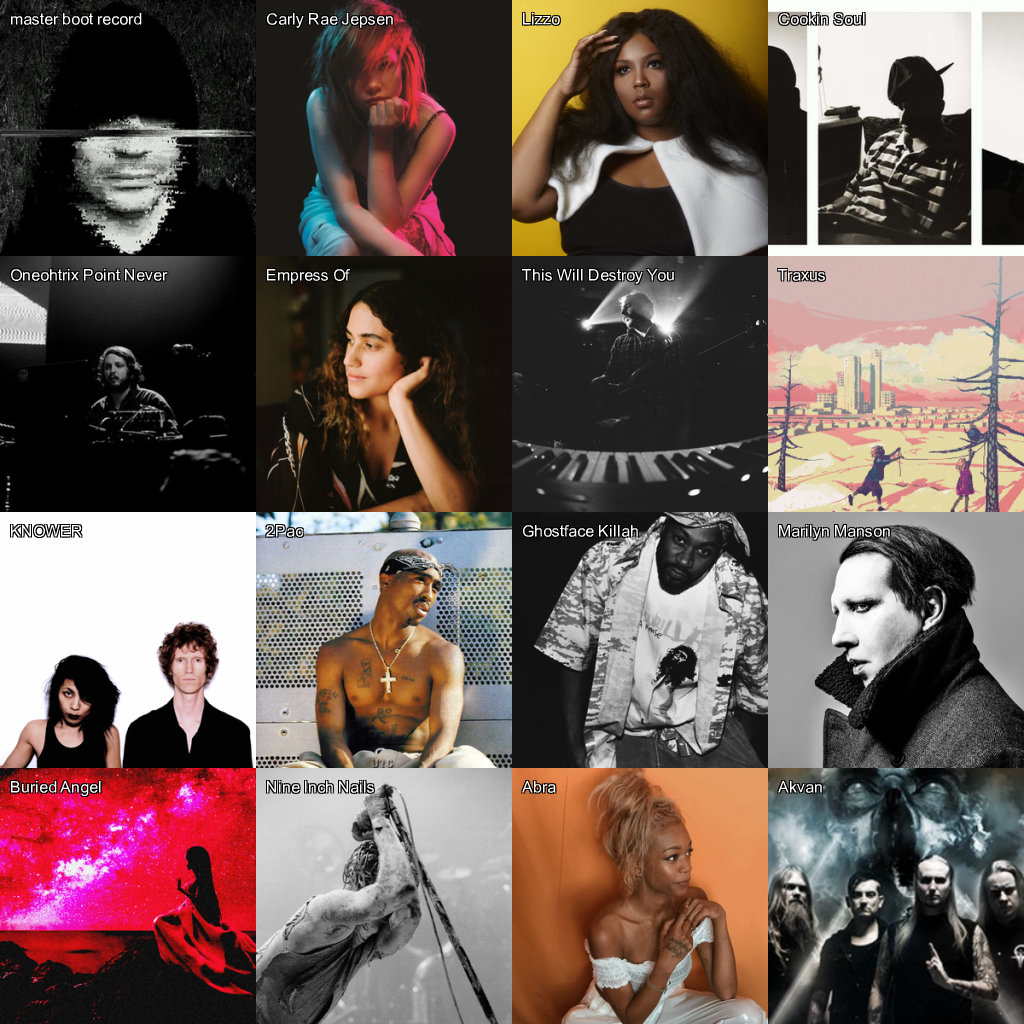 master boot record
Carly Rae Jepsen
Lizzo
Cookin Soul
Oneohtrix Point Never
Empress Of
This Will Destroy You
Traxus
KNOWER
2Pac
Ghostface Killah
Marilyn Manson
Buried Angel
Nine Inch Nails
Abra
Akvan